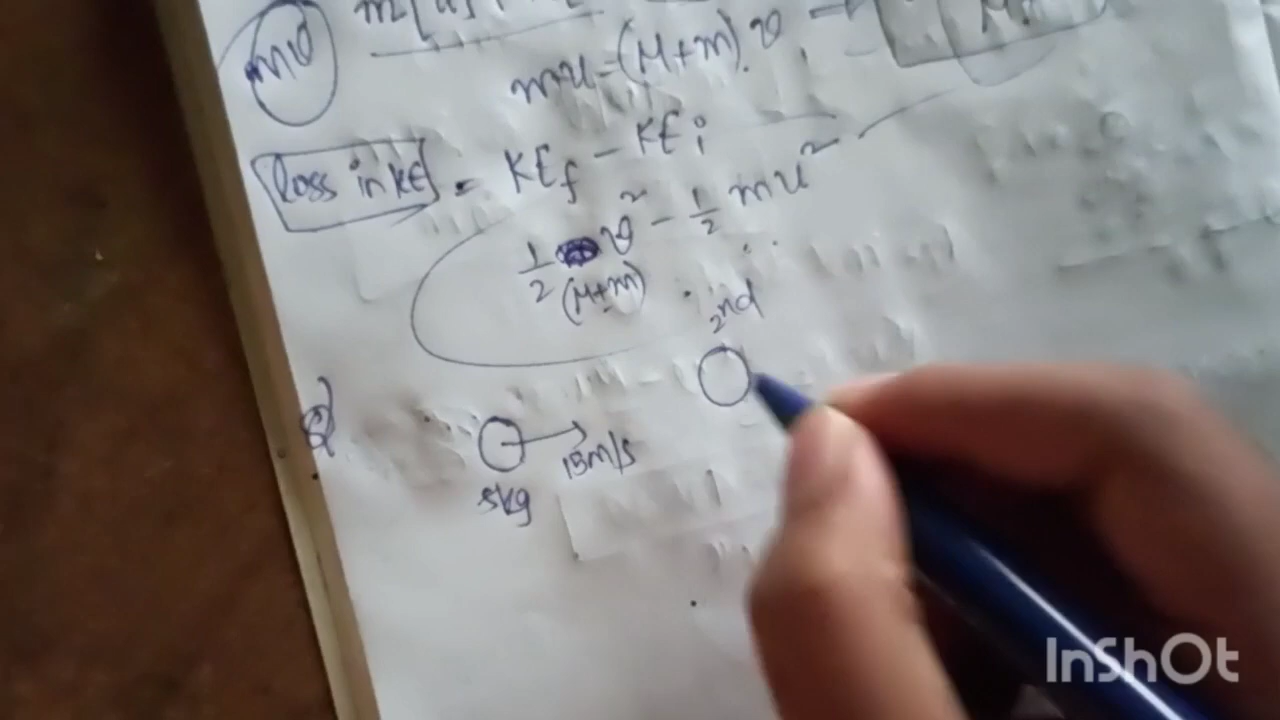 mv
mu = (M+m).v
loss in KE = KEf - KEi
1/2 (M+m) v² - 1/2 mu²
2nd
Q)
15m/s
5kg
InShOt